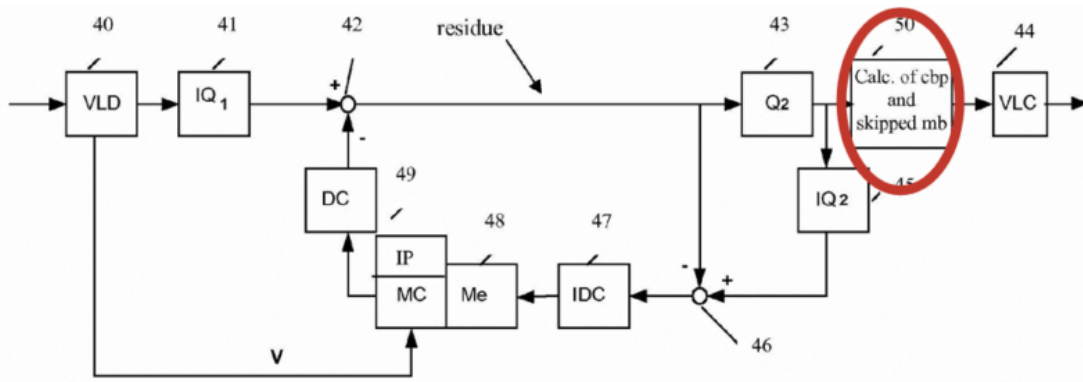 40 41 42 residue 43 50 44
VLD IQ1 + Q2 Calc. of cbp VLC
and
skipped mb
-
DC 49 48 47 IQ2 45
IP
MC Me IDC - +
46
V